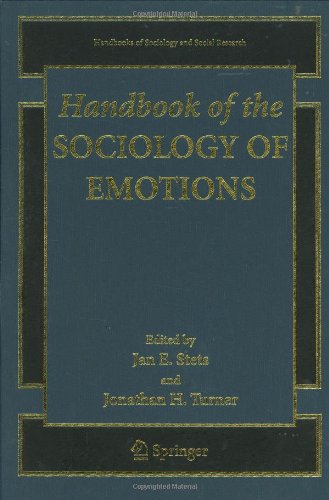 Handbooks of Sociology and Social Research
Handbook of the
SOCIOLOGY OF
EMOTIONS
Edited by
Jan E. Stets
and
Jonathan H. Turner
Springer